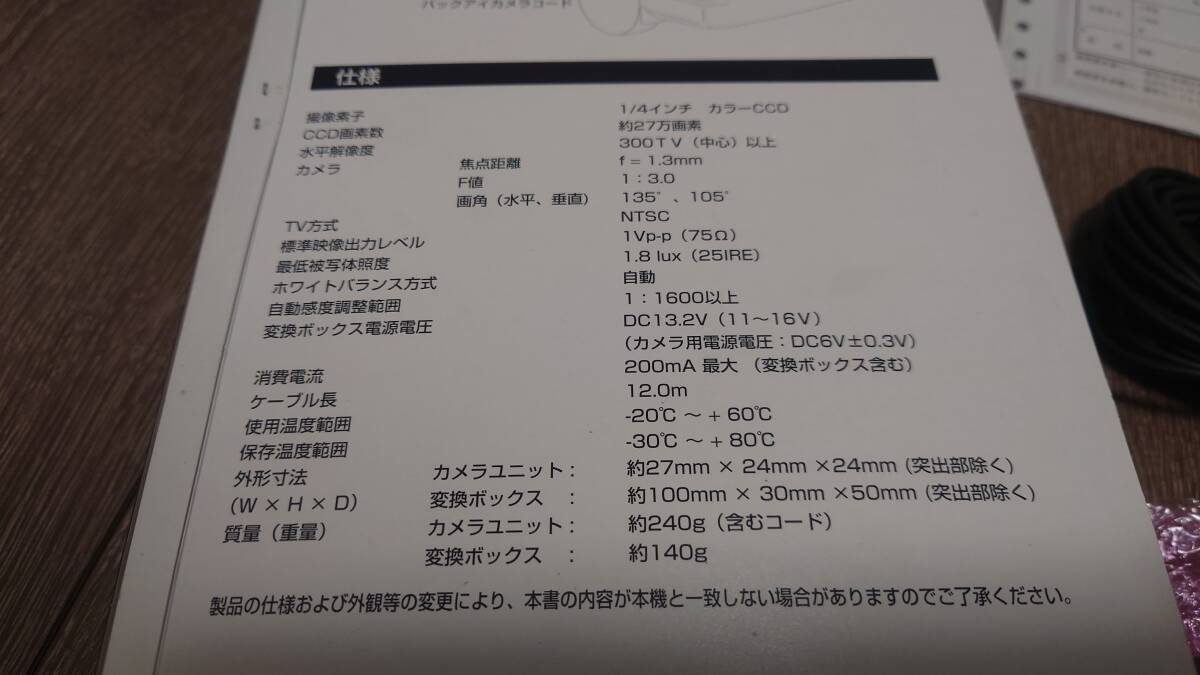 バックアイカメラコード
仕様
撮像素子 1/4インチ カラーCCD
CCD画素数 約27万画素
水平解像度 300TV（中心）以上
カメラ 焦点距離 f = 1.3mm
F値 1：3.0
画角（水平、垂直） 135°、105°
TV方式 NTSC
標準映像出力レベル 1Vp-p（75Ω）
最低被写体照度 1.8 lux（25IRE）
ホワイトバランス方式 自動
自動感度調整範囲 1：1600以上
変換ボックス電源電圧 DC13.2V（11～16V）
（カメラ用電源電圧：DC6V±0.3V）
消費電流 200mA 最大 （変換ボックス含む）
ケーブル長 12.0m
使用温度範囲 -20℃ ～ + 60℃
保存温度範囲 -30℃ ～ + 80℃
外形寸法 カメラユニット： 約27mm × 24mm ×24mm (突出部除く)
（W × H × D） 変換ボックス ： 約100mm × 30mm ×50mm (突出部除く)
質量（重量） カメラユニット： 約240g（含むコード）
変換ボックス ： 約140g
製品の仕様および外観等の変更により、本書の内容が本機と一致しない場合がありますのでご了承ください。